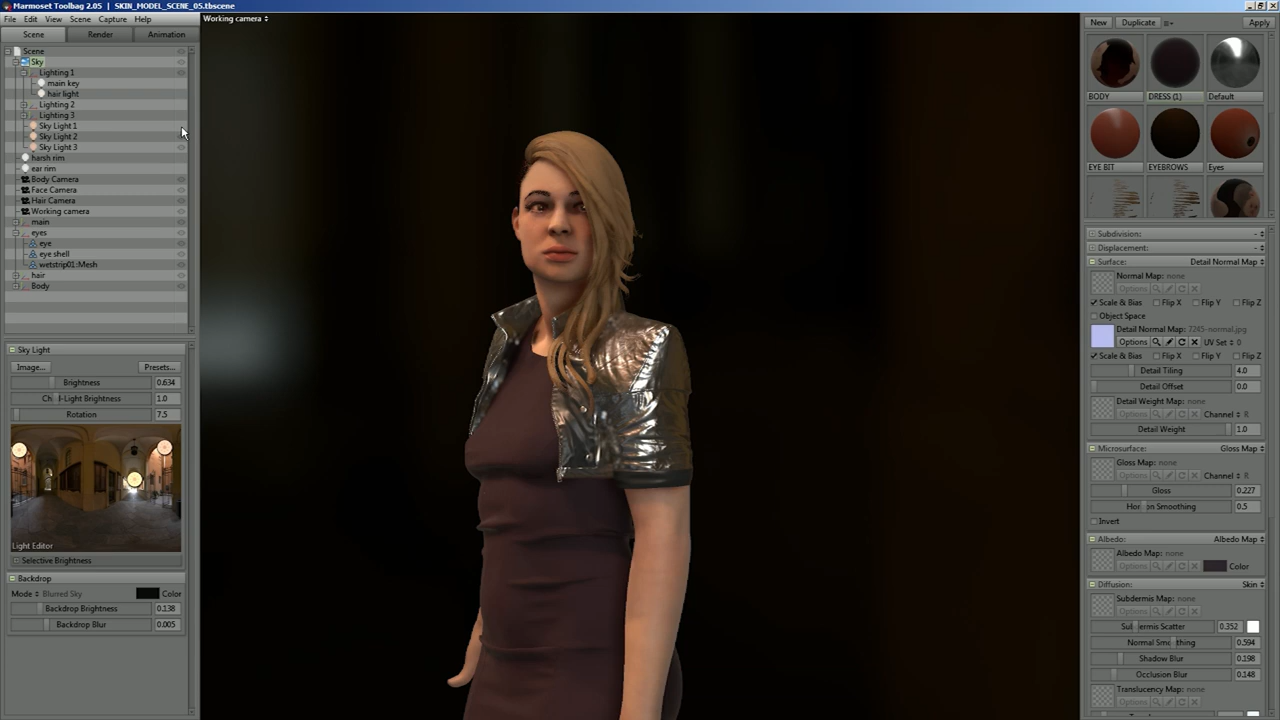 Marmoset Toolbag 2.05 | SKIN_MODEL_SCENE_05.tbscene
File Edit View Scene Capture Help
Scene Render Animation
Scene
Sky
Lighting 1
main key
hair light
Lighting 2
Lighting 3
Sky Light 1
Sky Light 2
Sky Light 3
harsh rim
ear rim
Body Camera
Face Camera
Hair Camera
Working camera
main
eyes
eye
eye shell
wetstrip01:Mesh
hair
Body
Sky Light
Image... Presets...
Brightness 0.634
Brightness 1.0
Rotation 7.5
Light Editor
Selective Brightness
Backdrop
Mode Blurred Sky Color
Backdrop Brightness 0.138
Backdrop Blur 0.005
Working camera
New Duplicate Apply
BODY DRESS (1) Default
EYE BIT EYEBROWS Eyes
Subdivision: -
Displacement: -
Surface: Detail Normal Map
Normal Map: none
Options
Scale & Bias Flip X Flip Y Flip Z
Object Space
Detail Normal Map: 7245-normal.jpg
Options UV Set 0
Scale & Bias Flip X Flip Y Flip Z
Detail Tiling 4.0
Detail Offset 0.0
Detail Weight Map: none
Options Channel R
Detail Weight 1.0
Microsurface: Gloss Map
Gloss Map: none
Options Channel R
Gloss 0.227
Smoothing 0.5
Invert
Albedo: Albedo Map
Albedo Map: none
Options Color
Diffusion: Skin
Subdermis Map: none
Options
Scatter 0.352
Normal 0.594
Shadow Blur 0.198
Occlusion Blur 0.148
Translucency Map: none
Options